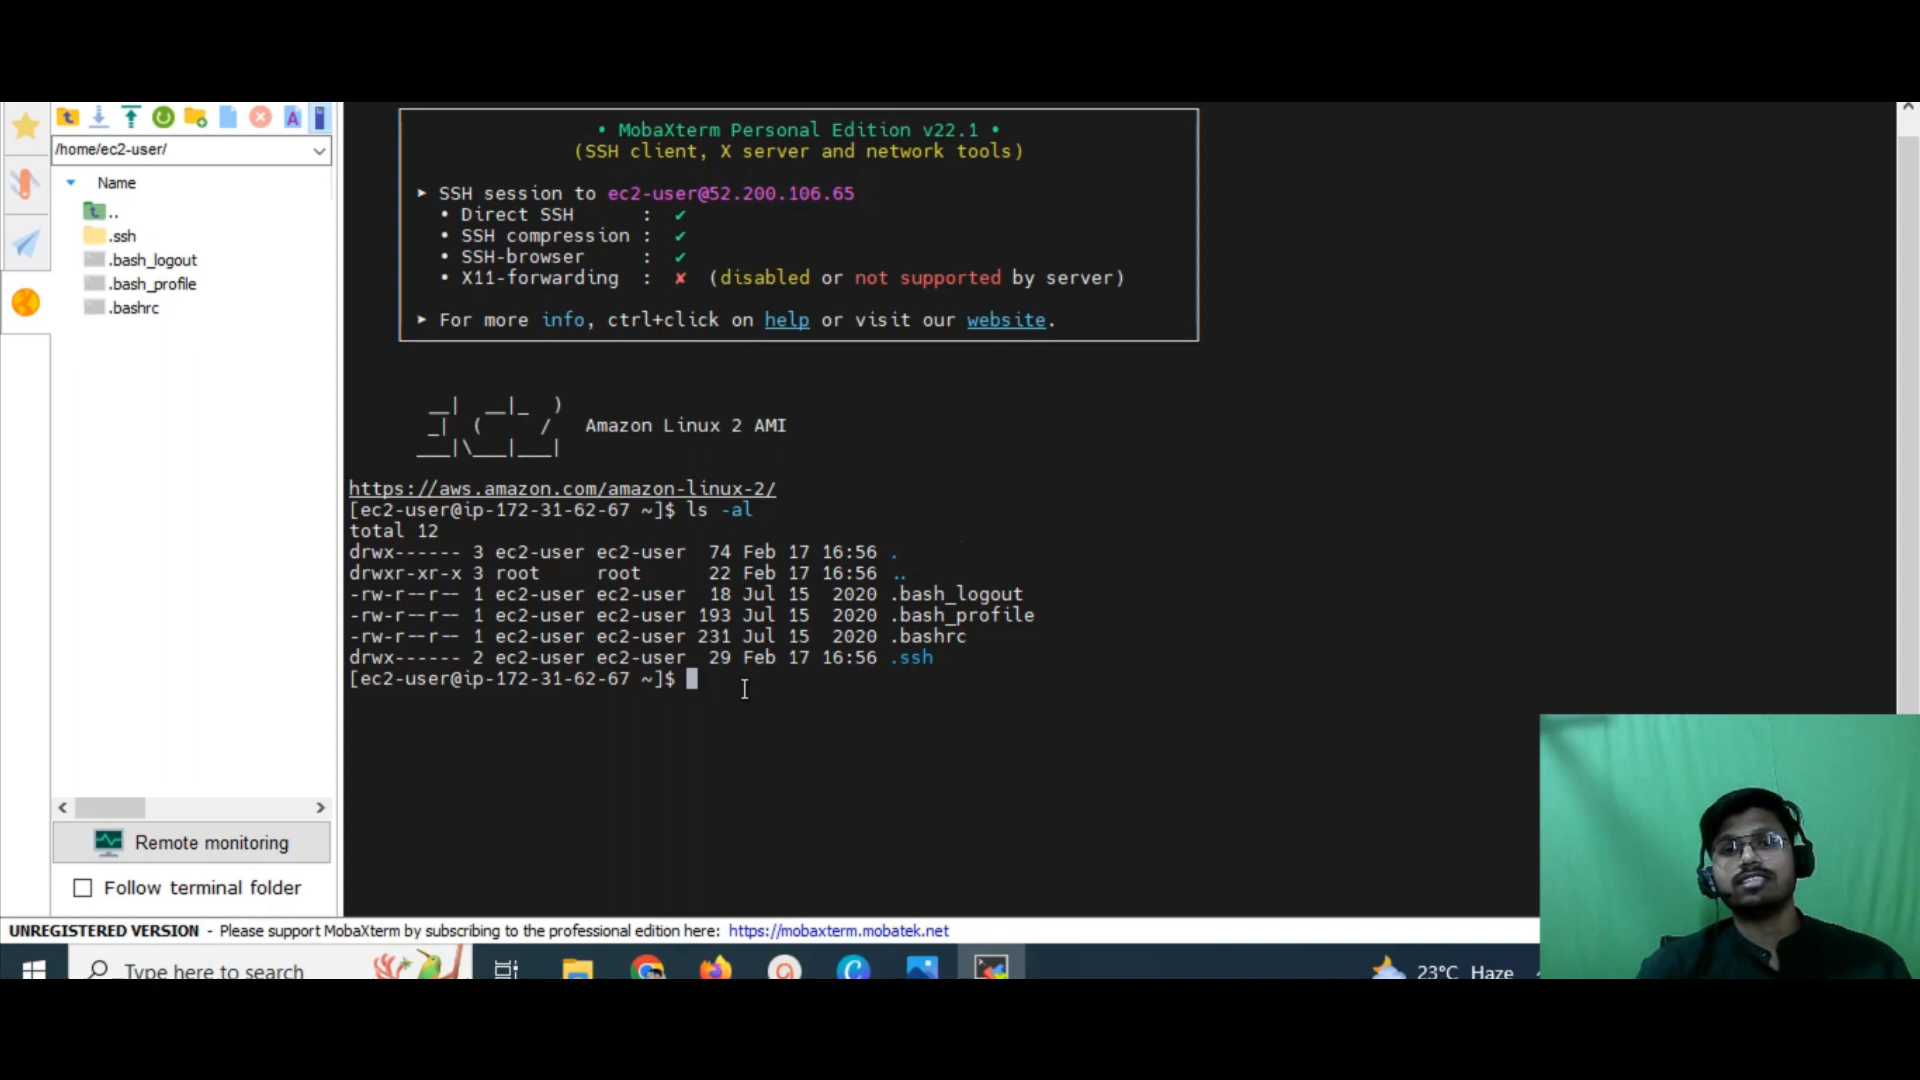 /home/ec2-user/
Name
..
.ssh
.bash_logout
.bash_profile
.bashrc
Remote monitoring
Follow terminal folder
• MobaXterm Personal Edition v22.1 •
(SSH client, X server and network tools)
➤ SSH session to ec2-user@52.200.106.65
• Direct SSH : ✔
• SSH compression : ✔
• SSH-browser : ✔
• X11-forwarding : ✘ (disabled or not supported by server)
➤ For more info, ctrl+click on help or visit our website.
__| __|_ )
_| ( / Amazon Linux 2 AMI
___|\___|___|
https://aws.amazon.com/amazon-linux-2/
[ec2-user@ip-172-31-62-67 ~]$ ls -al
total 12
drwx------ 3 ec2-user ec2-user 74 Feb 17 16:56 .
drwxr-xr-x 3 root root 22 Feb 17 16:56 ..
-rw-r--r-- 1 ec2-user ec2-user 18 Jul 15 2020 .bash_logout
-rw-r--r-- 1 ec2-user ec2-user 193 Jul 15 2020 .bash_profile
-rw-r--r-- 1 ec2-user ec2-user 231 Jul 15 2020 .bashrc
drwx------ 2 ec2-user ec2-user 29 Feb 17 16:56 .ssh
[ec2-user@ip-172-31-62-67 ~]$
UNREGISTERED VERSION - Please support MobaXterm by subscribing to the professional edition here: https://mobaxterm.mobatek.net
Type here to search
23°C Haze